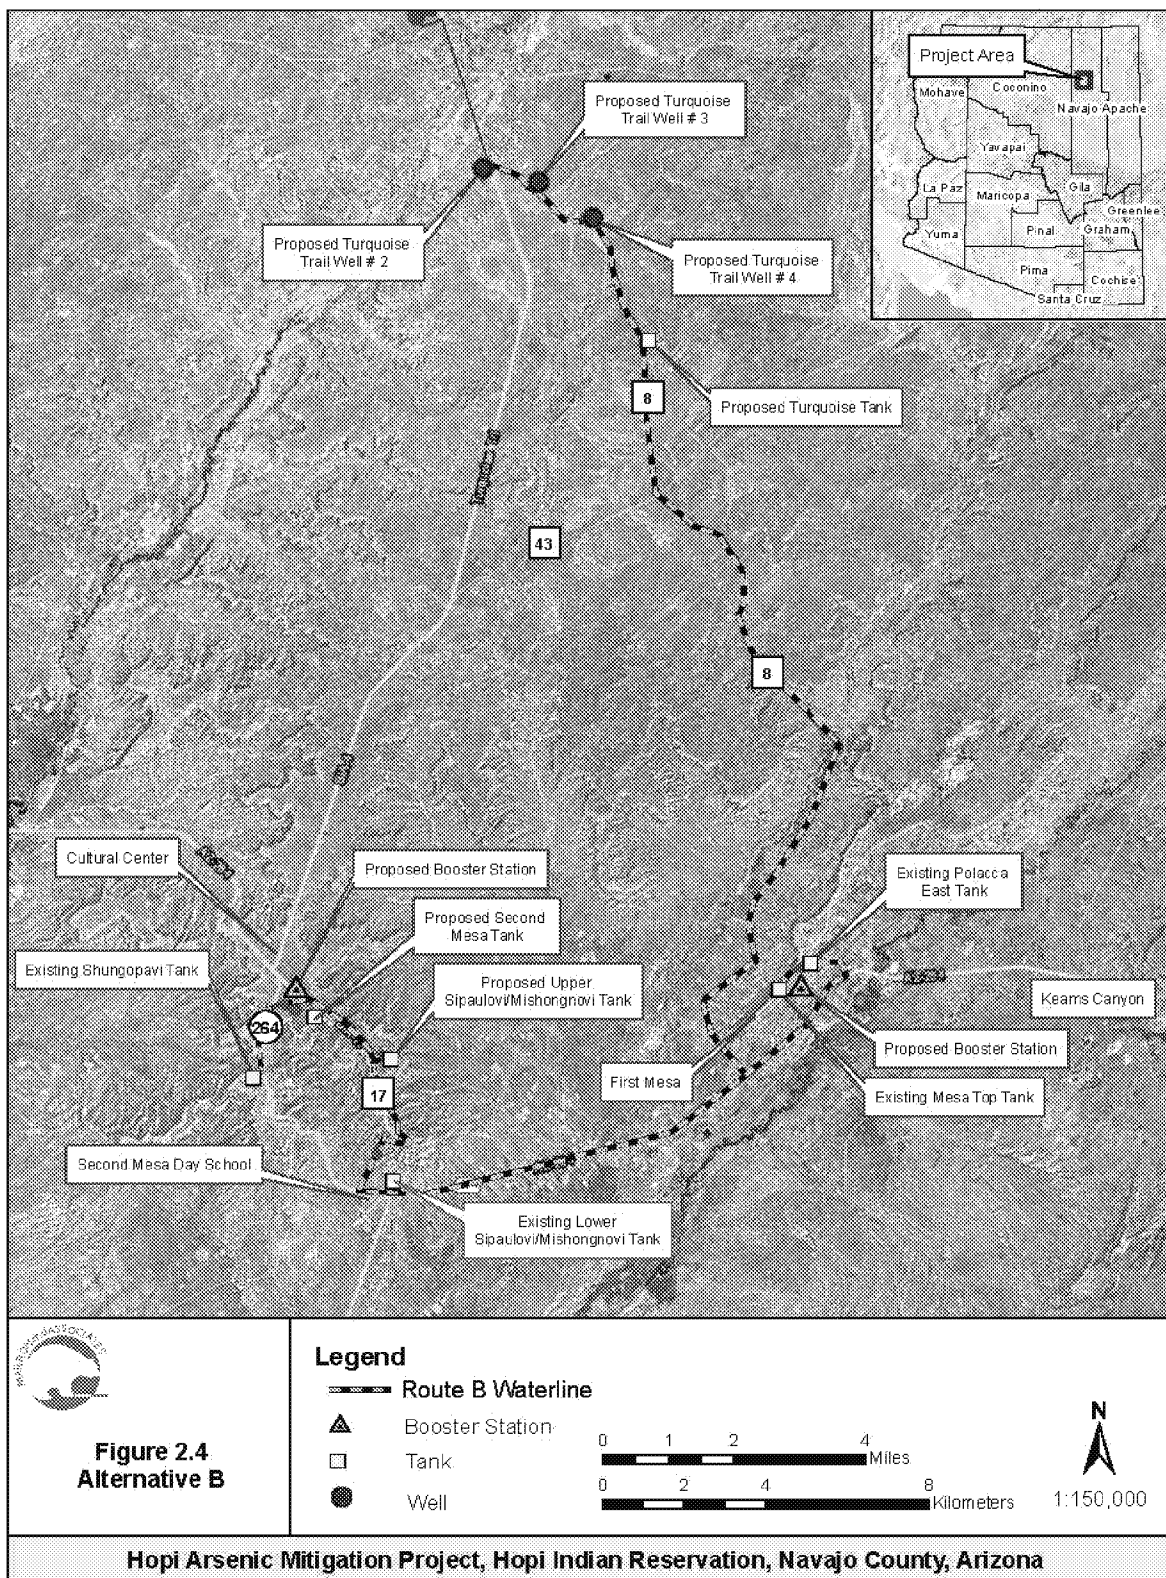 Project Area
Mohave
Coconino
Navajo Apache
Yavapai
La Paz
Maricopa
Gila
Greenlee
Yuma
Pinal
Graham
Pima
Cochise
Santa Cruz
Proposed Turquoise
Trail Well # 3
Proposed Turquoise
Trail Well # 2
Proposed Turquoise
Trail Well # 4
8
Proposed Turquoise Tank
43
8
Cultural Center
Proposed Booster Station
Existing Polacca
East Tank
Proposed Second
Mesa Tank
Existing Shungopavi Tank
Proposed Upper
Sipaulovi/Mishongnovi Tank
Keams Canyon
264
First Mesa
Proposed Booster Station
17
Existing Mesa Top Tank
Second Mesa Day School
Existing Lower
Sipaulovi/Mishongnovi Tank
Figure 2.4
Alternative B
Legend
Route B Waterline
Booster Station
Tank
Well
0 1 2 4
Miles
0 2 4 8
Kilometers
N
1:150,000
Hopi Arsenic Mitigation Project, Hopi Indian Reservation, Navajo County, Arizona